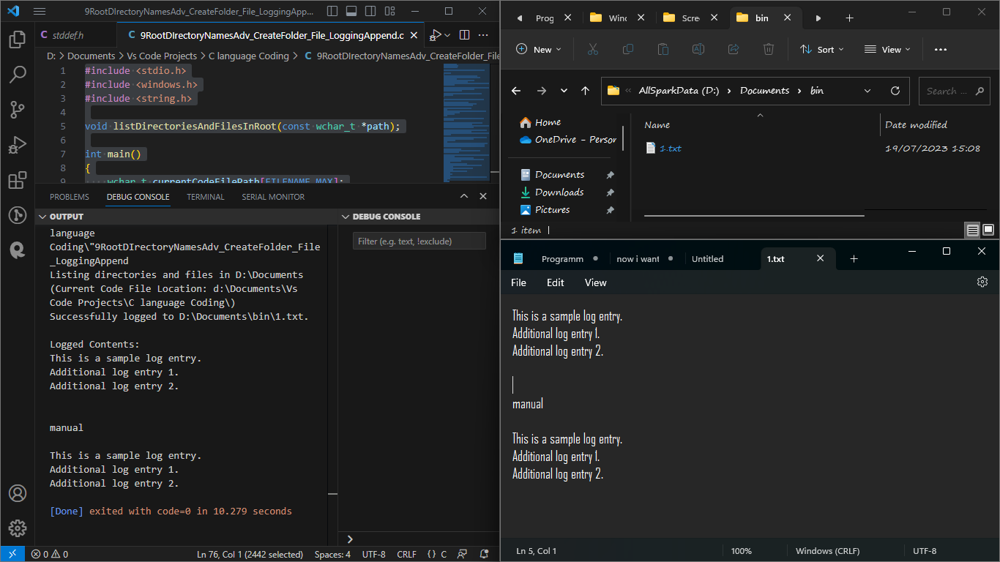 9RootDIrectoryNamesAdv_CreateFolder_File_LoggingApp...
stddef.h
9RootDIrectoryNamesAdv_CreateFolder_File_LoggingAppend.c
D: > Documents > Vs Code Projects > C language Coding > C 9RootDIrectoryNamesAdv_CreateFolder_File
1 #include <stdio.h>
2 #include <windows.h>
3 #include <string.h>
4
5 void listDirectoriesAndFilesInRoot(const wchar_t *path);
6
7 int main()
8 {
9 wchar_t currentCodeFilePath[FILENAME_MAX];
PROBLEMS DEBUG CONSOLE TERMINAL SERIAL MONITOR
OUTPUT
language
Coding\"9RootDIrectoryNamesAdv_CreateFolder_File
_LoggingAppend
Listing directories and files in D:\Documents
(Current Code File Location: d:\Documents\Vs
Code Projects\C language Coding\)
Successfully logged to D:\Documents\bin\1.txt.
Logged Contents:
This is a sample log entry.
Additional log entry 1.
Additional log entry 2.
manual
This is a sample log entry.
Additional log entry 1.
Additional log entry 2.
[Done] exited with code=0 in 10.279 seconds
DEBUG CONSOLE
Filter (e.g. text, !exclude)
0 0 Ln 76, Col 1 (2442 selected) Spaces: 4 UTF-8 CRLF {} C
Prog Wind Scre bin
New Sort View
« AllSparkData (D:) > Documents > bin
Search ...
Home
OneDrive - Person
Documents
Downloads
Pictures
Name Date modified
1.txt 19/07/2023 15:08
1 item
Programm now i want Untitled 1.txt
File Edit View
This is a sample log entry.
Additional log entry 1.
Additional log entry 2.
manual
This is a sample log entry.
Additional log entry 1.
Additional log entry 2.
Ln 5, Col 1 100% Windows (CRLF) UTF-8